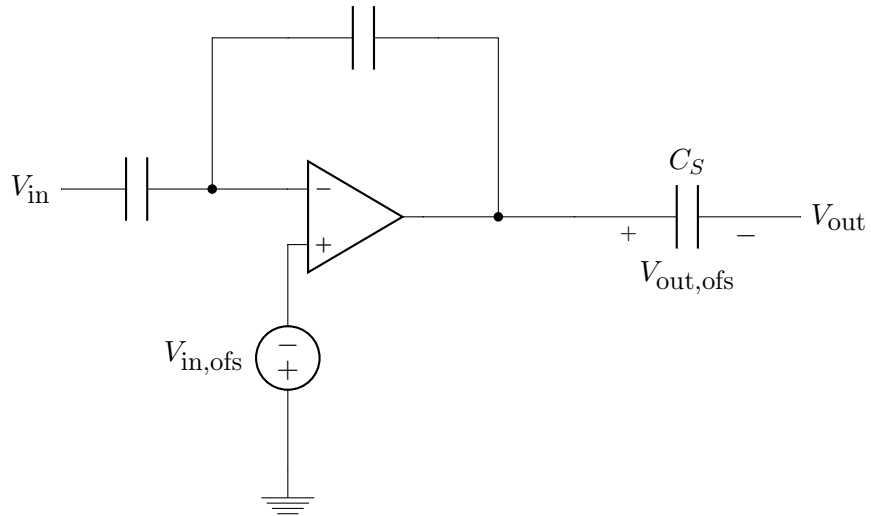 C_S
V_in
−
+
V_out
+ −
V_out,ofs
V_in,ofs
−
+